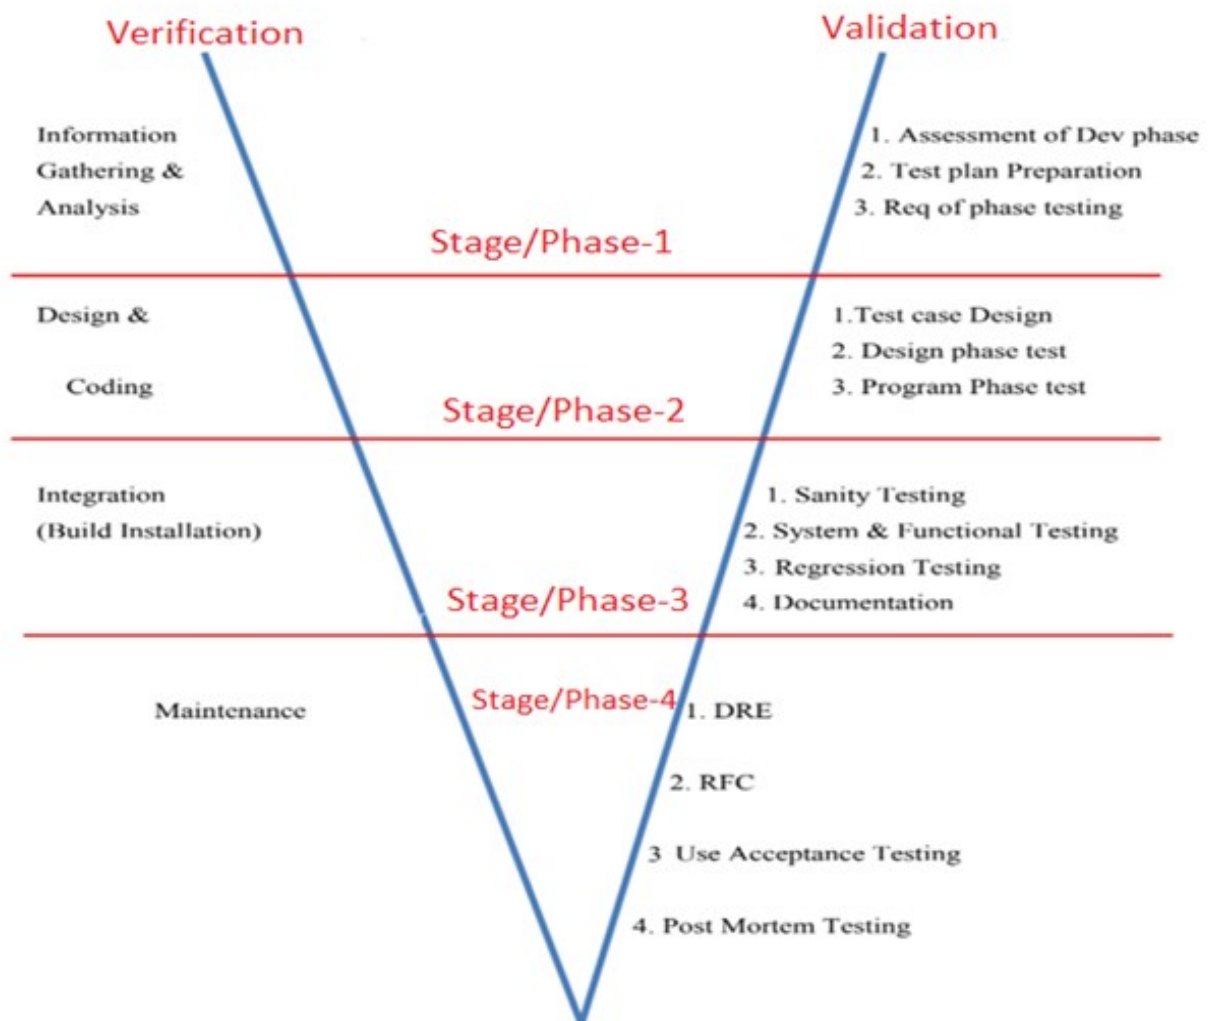 Verification
Validation
Information
Gathering &
Analysis
1. Assessment of Dev phase
2. Test plan Preparation
3. Req of phase testing
Stage/Phase-1
Design &
Coding
1.Test case Design
2. Design phase test
3. Program Phase test
Stage/Phase-2
Integration
(Build Installation)
1. Sanity Testing
2. System & Functional Testing
3. Regression Testing
4. Documentation
Stage/Phase-3
Maintenance
Stage/Phase-4
1. DRE
2. RFC
3 Use Acceptance Testing
4. Post Mortem Testing